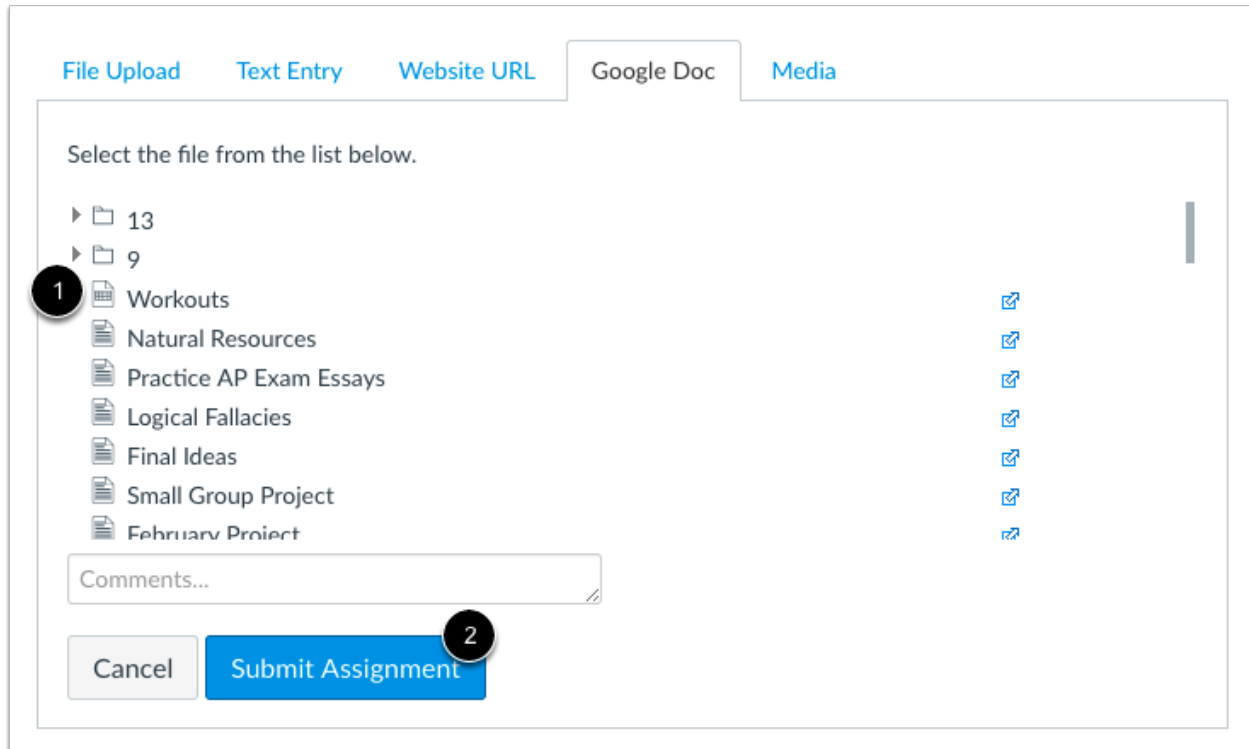 File Upload Text Entry Website URL Google Doc Media
Select the file from the list below.
13
9
1
Workouts
Natural Resources
Practice AP Exam Essays
Logical Fallacies
Final Ideas
Small Group Project
February Project
Comments...
2
Cancel Submit Assignment